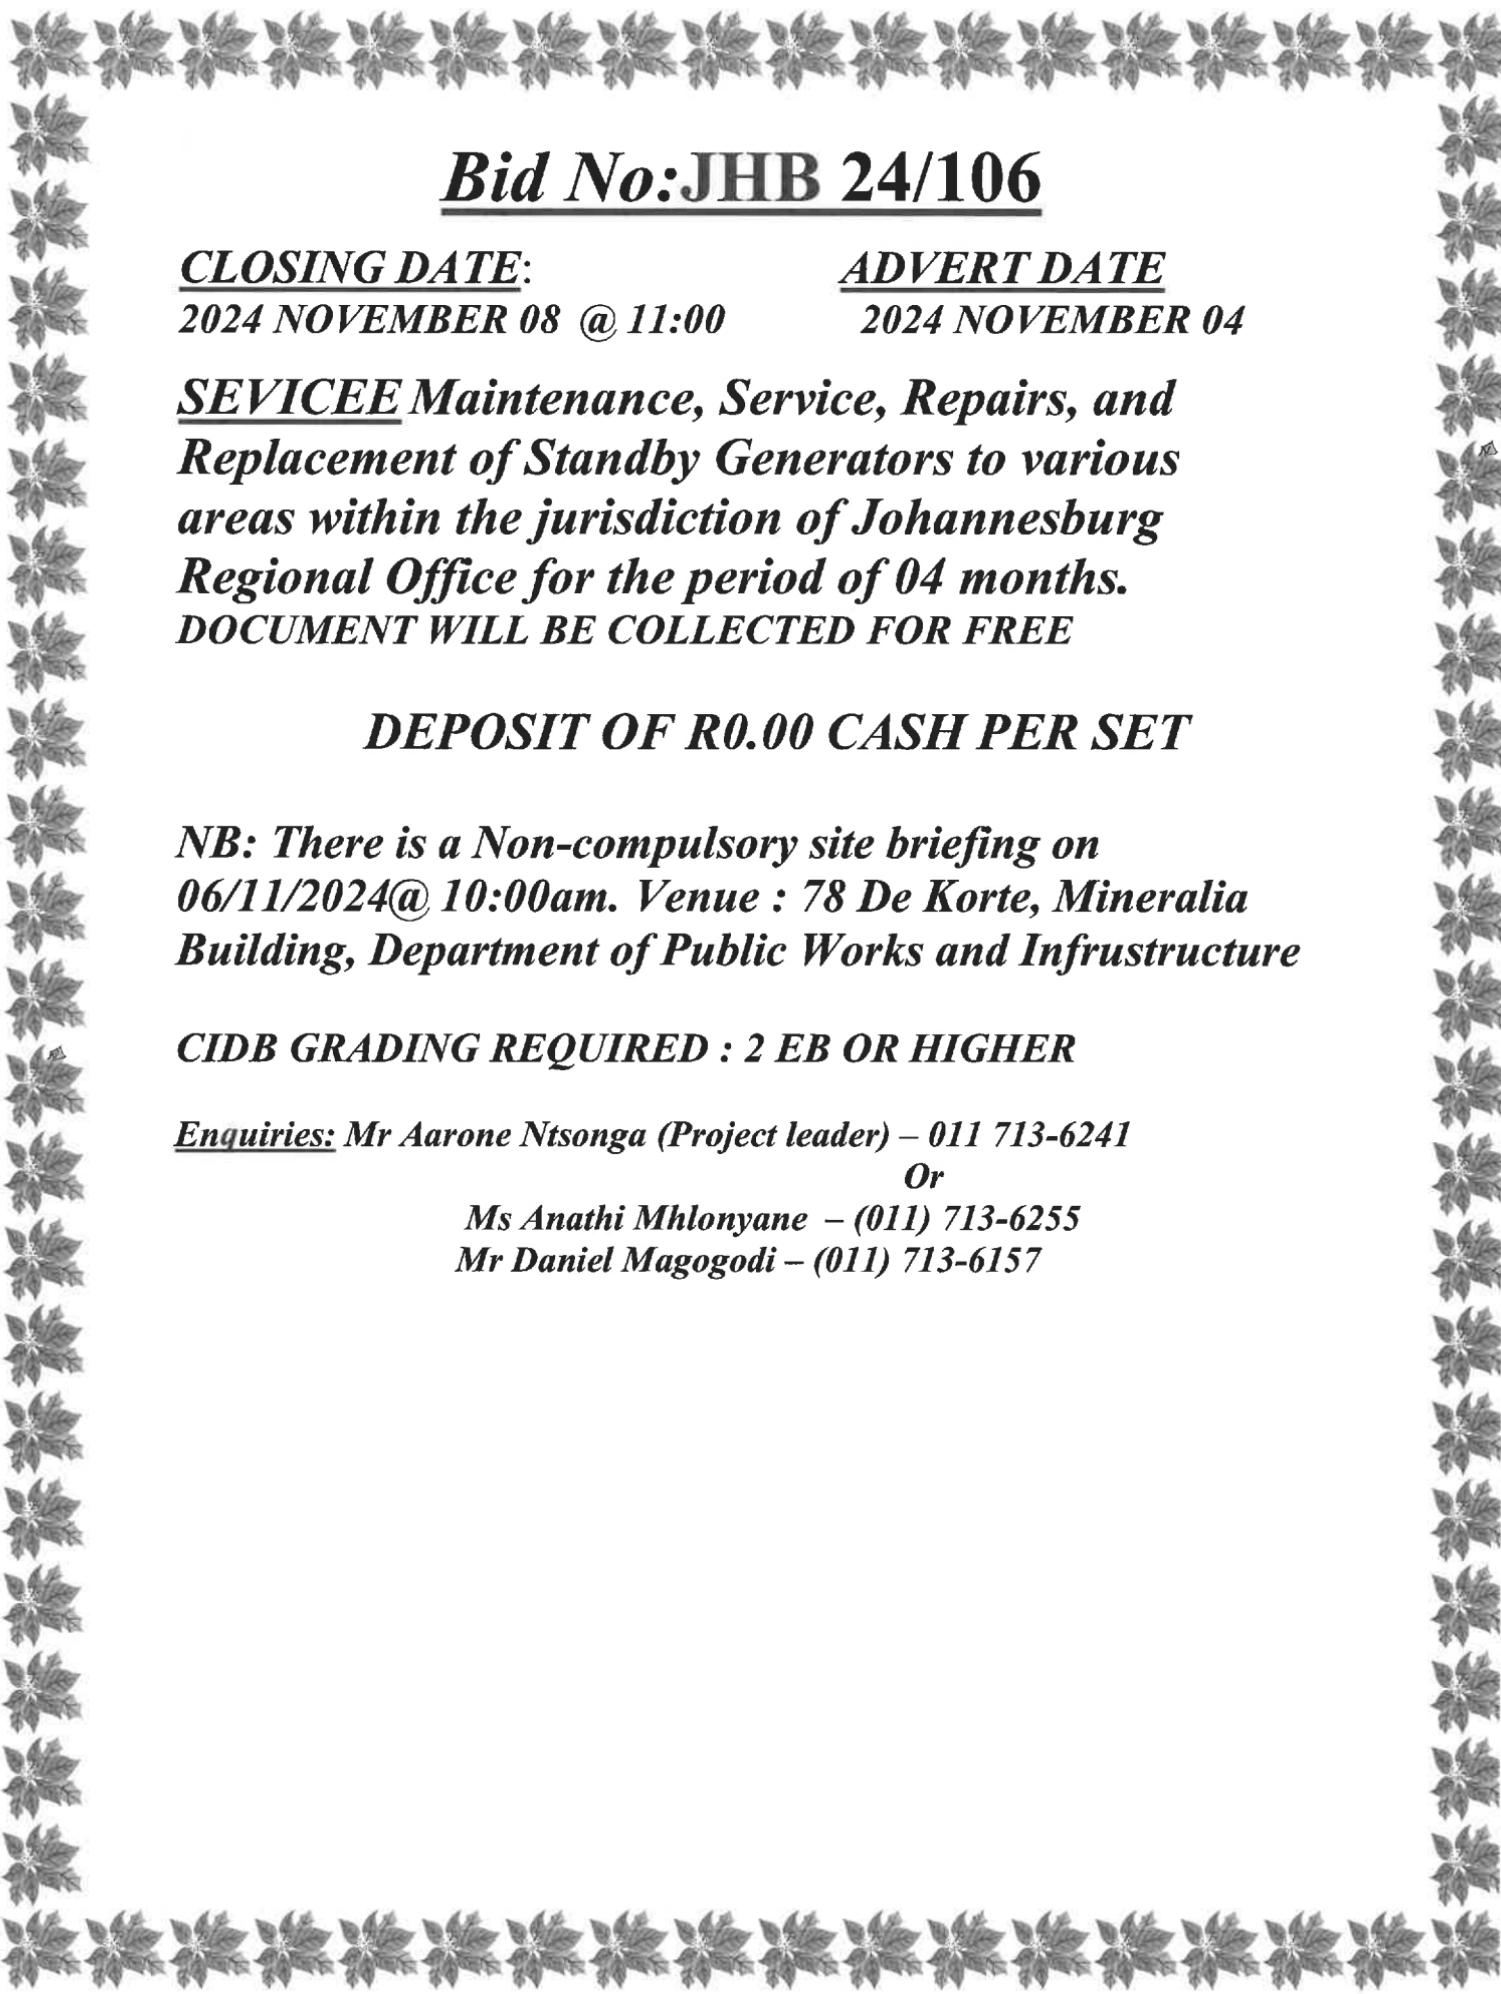 Bid No:JHB 24/106
CLOSING DATE: ADVERT DATE
2024 NOVEMBER 08 @ 11:00 2024 NOVEMBER 04
SEVICEE Maintenance, Service, Repairs, and
Replacement of Standby Generators to various
areas within the jurisdiction of Johannesburg
Regional Office for the period of 04 months.
DOCUMENT WILL BE COLLECTED FOR FREE
DEPOSIT OF R0.00 CASH PER SET
NB: There is a Non-compulsory site briefing on
06/11/2024@ 10:00am. Venue : 78 De Korte, Mineralia
Building, Department of Public Works and Infrustructure
CIDB GRADING REQUIRED : 2 EB OR HIGHER
Enquiries: Mr Aarone Ntsonga (Project leader) – 011 713-6241
Or
Ms Anathi Mhlonyane – (011) 713-6255
Mr Daniel Magogodi – (011) 713-6157